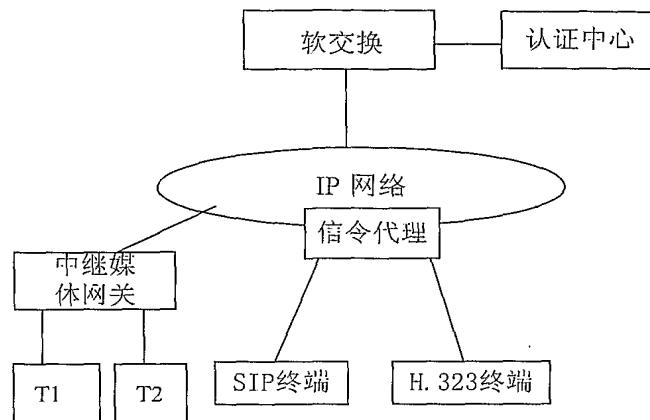 软交换
认证中心
IP 网络
信令代理
中继媒
体网关
T1
T2
SIP终端
H.323终端